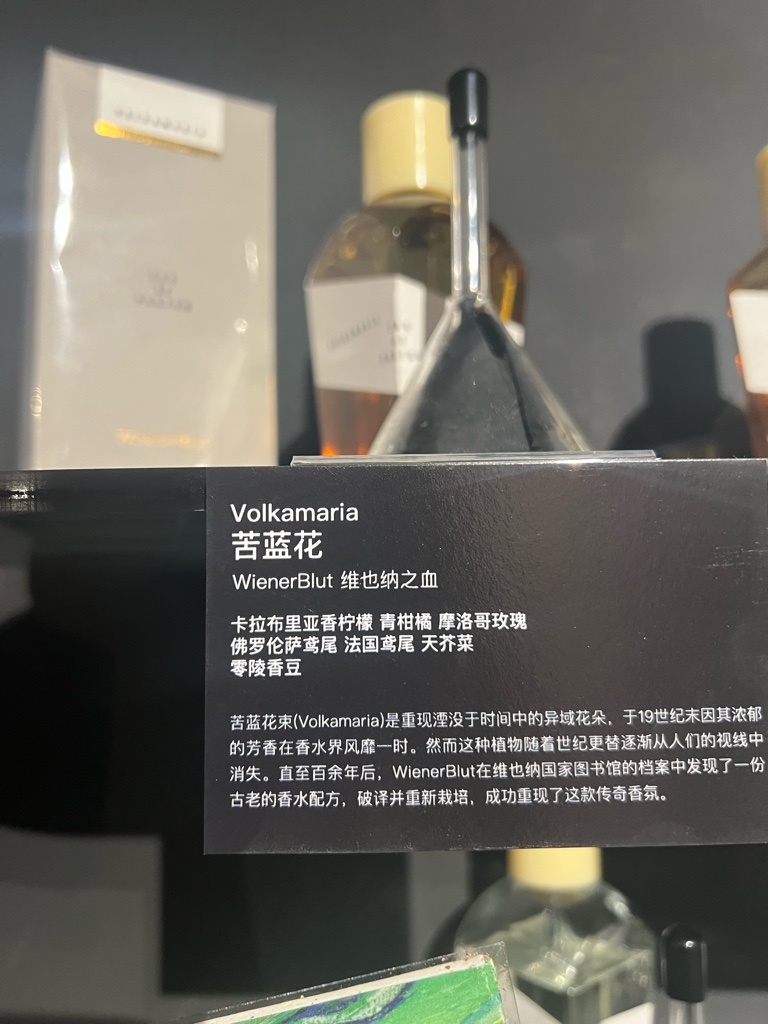 Volkamaria
苦蓝花
WienerBlut 维也纳之血
卡拉布里亚香柠檬 青柑橘 摩洛哥玫瑰
佛罗伦萨鸢尾 法国鸢尾 天芥菜
零陵香豆
苦蓝花束(Volkamaria)是重现湮没于时间中的异域花朵，于19世纪末因其浓郁
的芳香在香水界风靡一时。然而这种植物随着世纪更替逐渐从人们的视线中
消失。直至百余年后，WienerBlut在维也纳国家图书馆的档案中发现了一份
古老的香水配方，破译并重新栽培，成功重现了这款传奇香氛。